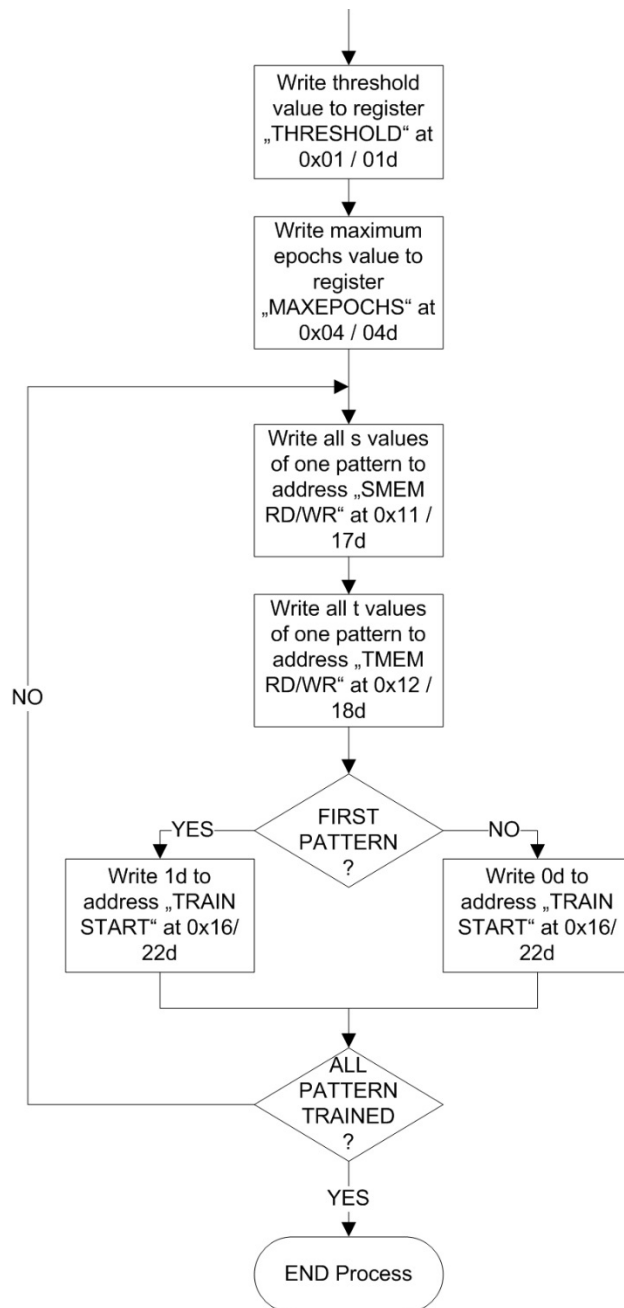 Write threshold
value to register
„THRESHOLD“ at
0x01 / 01d
Write maximum
epochs value to
register
„MAXEPOCHS“ at
0x04 / 04d
Write all s values
of one pattern to
address „SMEM
RD/WR“ at 0x11 /
17d
Write all t values
of one pattern to
address „TMEM
RD/WR“ at 0x12 /
18d
NO
FIRST
PATTERN
?
YES
NO
Write 1d to
address „TRAIN
START“ at 0x16/
22d
Write 0d to
address „TRAIN
START“ at 0x16/
22d
ALL
PATTERN
TRAINED
?
YES
END Process